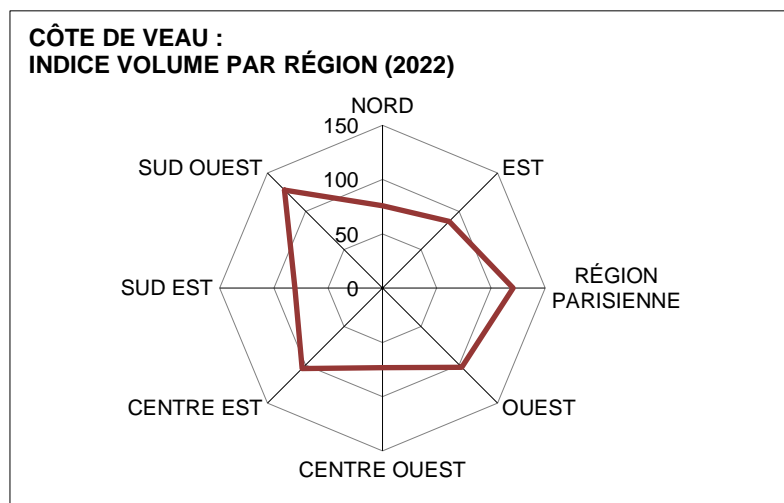 CÔTE DE VEAU :
INDICE VOLUME PAR RÉGION (2022)
NORD
150
SUD OUEST
EST
100
50
SUD EST
0
RÉGION
PARISIENNE
CENTRE EST
OUEST
CENTRE OUEST